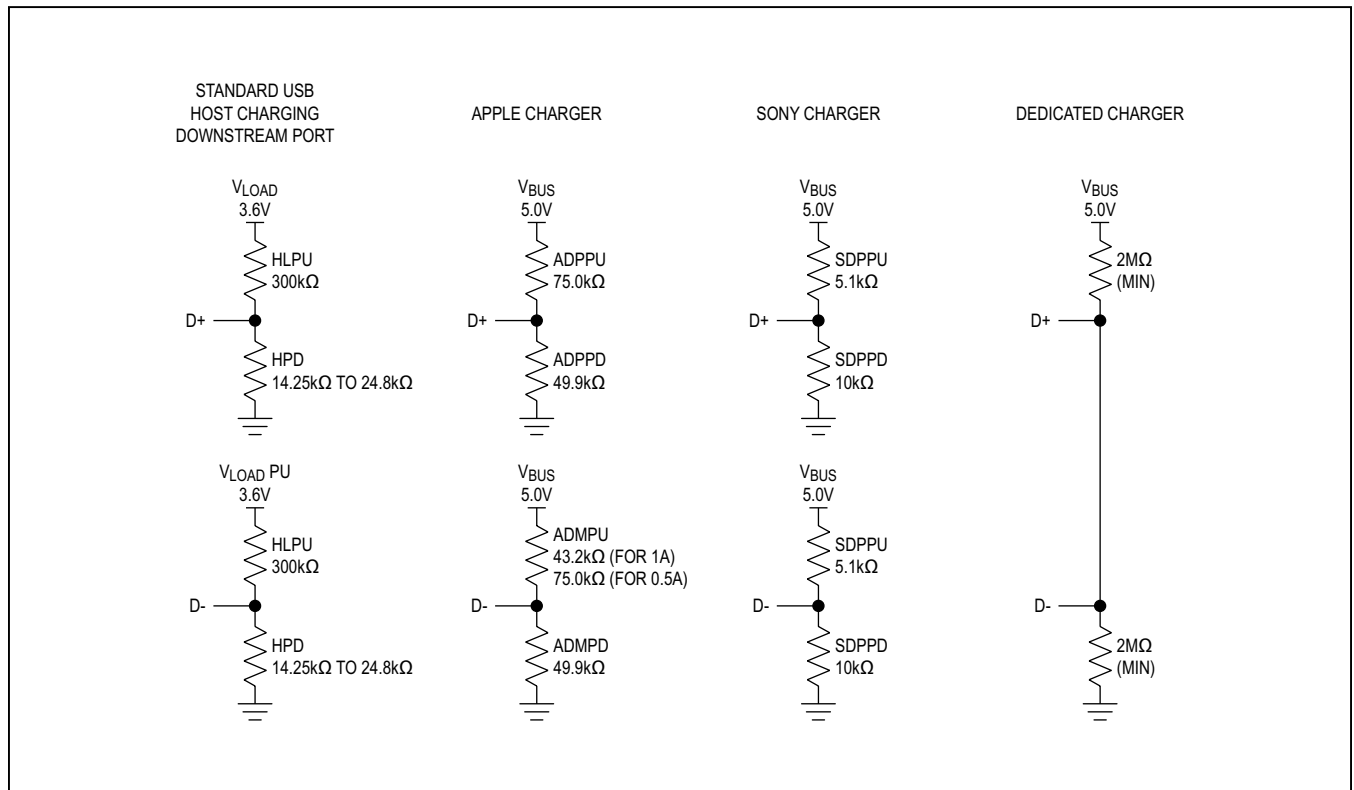 STANDARD USB
HOST CHARGING
DOWNSTREAM PORT
VLOAD
3.6V
HLPU
300kΩ
D+
HPD
14.25kΩ TO 24.8kΩ
VLOAD PU
3.6V
HLPU
300kΩ
D-
HPD
14.25kΩ TO 24.8kΩ
APPLE CHARGER
VBUS
5.0V
ADPPU
75.0kΩ
D+
ADPPD
49.9kΩ
VBUS
5.0V
ADMPU
43.2kΩ (FOR 1A)
75.0kΩ (FOR 0.5A)
D-
ADMPD
49.9kΩ
SONY CHARGER
VBUS
5.0V
SDPPU
5.1kΩ
D+
SDPPD
10kΩ
VBUS
5.0V
SDPPU
5.1kΩ
D-
SDPPD
10kΩ
DEDICATED CHARGER
VBUS
5.0V
2MΩ
(MIN)
D+
D-
2MΩ
(MIN)